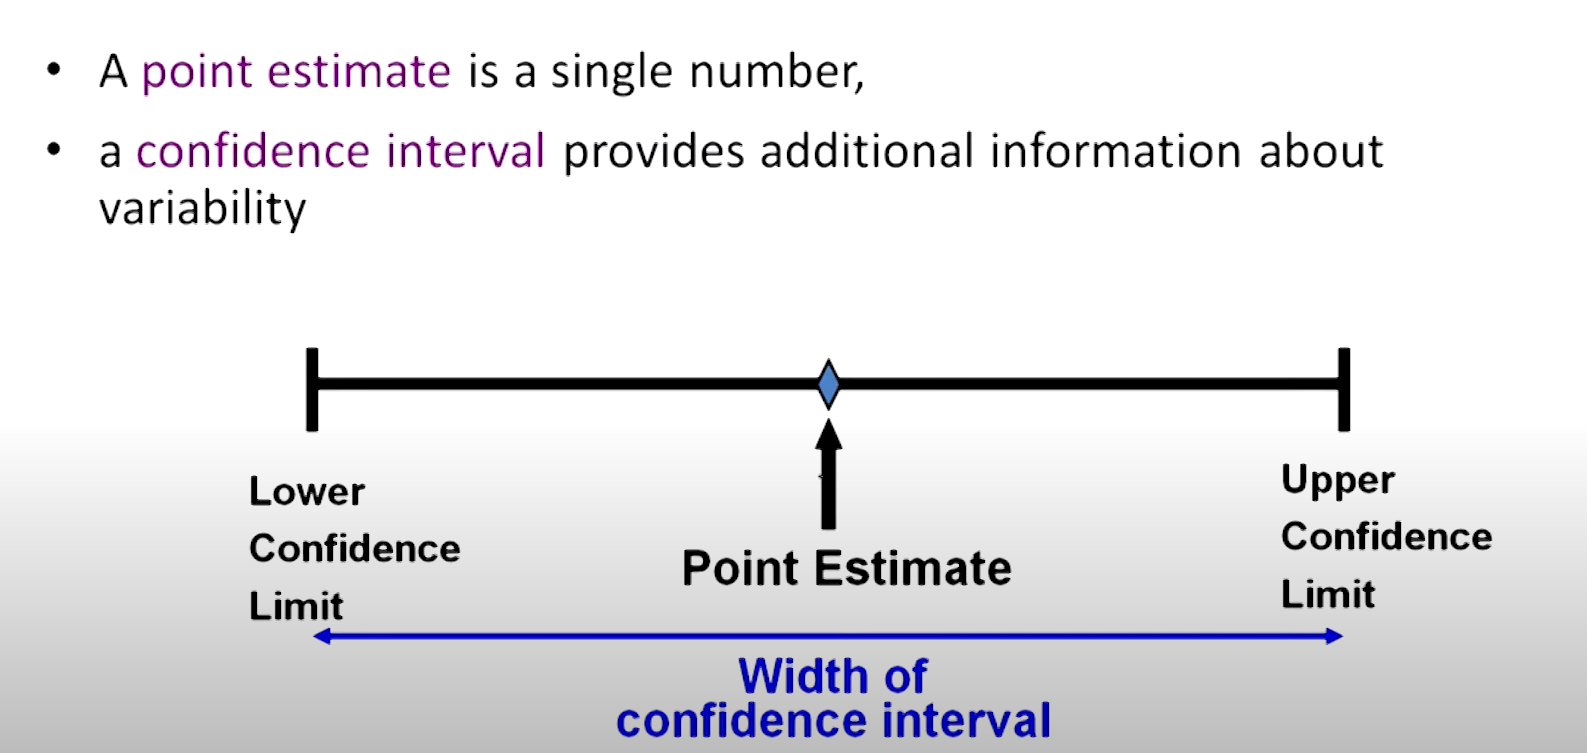 • A point estimate is a single number,
• a confidence interval provides additional information about
variability
Lower
Confidence
Limit
Point Estimate
Upper
Confidence
Limit
Width of
confidence interval